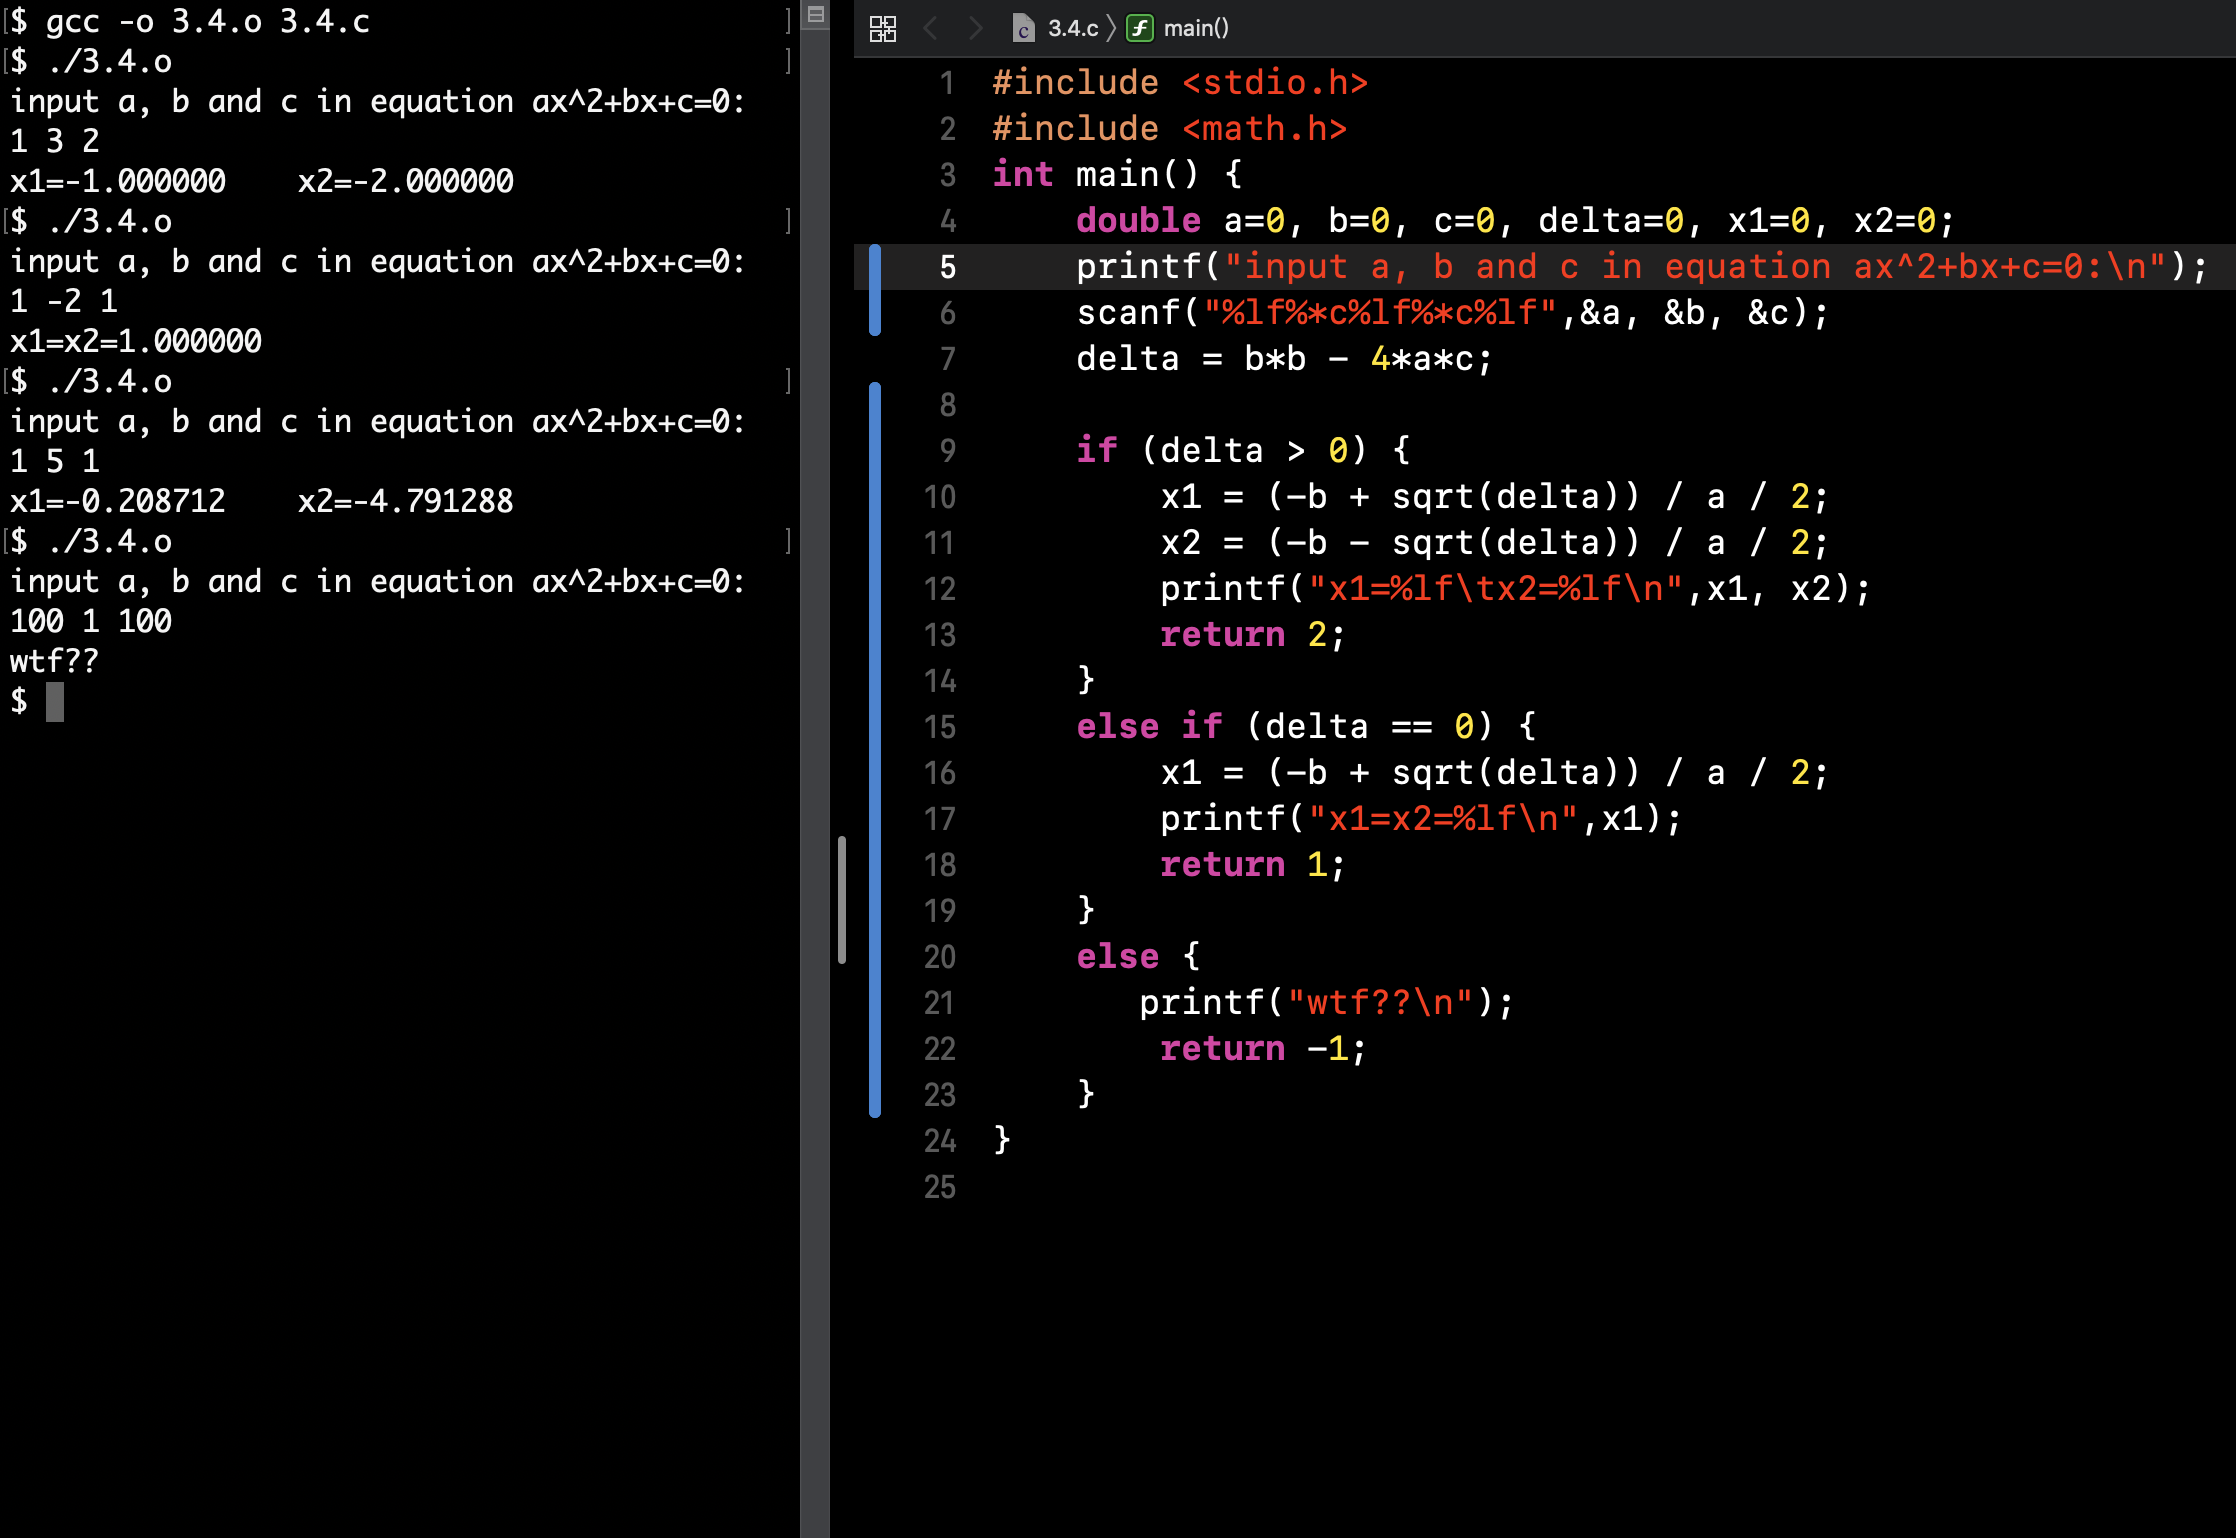 $ gcc -o 3.4.o 3.4.c
$ ./3.4.o
input a, b and c in equation ax^2+bx+c=0:
1 3 2
x1=-1.000000    x2=-2.000000
$ ./3.4.o
input a, b and c in equation ax^2+bx+c=0:
1 -2 1
x1=x2=1.000000
$ ./3.4.o
input a, b and c in equation ax^2+bx+c=0:
1 5 1
x1=-0.208712    x2=-4.791288
$ ./3.4.o
input a, b and c in equation ax^2+bx+c=0:
100 1 100
wtf??
$
3.4.c 〉 main()
1 #include <stdio.h>
2 #include <math.h>
3 int main() {
4     double a=0, b=0, c=0, delta=0, x1=0, x2=0;
5     printf("input a, b and c in equation ax^2+bx+c=0:\n");
6     scanf("%lf%*c%lf%*c%lf",&a, &b, &c);
7     delta = b*b - 4*a*c;
8
9     if (delta > 0) {
10         x1 = (-b + sqrt(delta)) / a / 2;
11         x2 = (-b - sqrt(delta)) / a / 2;
12         printf("x1=%lf\tx2=%lf\n",x1, x2);
13         return 2;
14     }
15     else if (delta == 0) {
16         x1 = (-b + sqrt(delta)) / a / 2;
17         printf("x1=x2=%lf\n",x1);
18         return 1;
19     }
20     else {
21        printf("wtf??\n");
22         return -1;
23     }
24 }
25